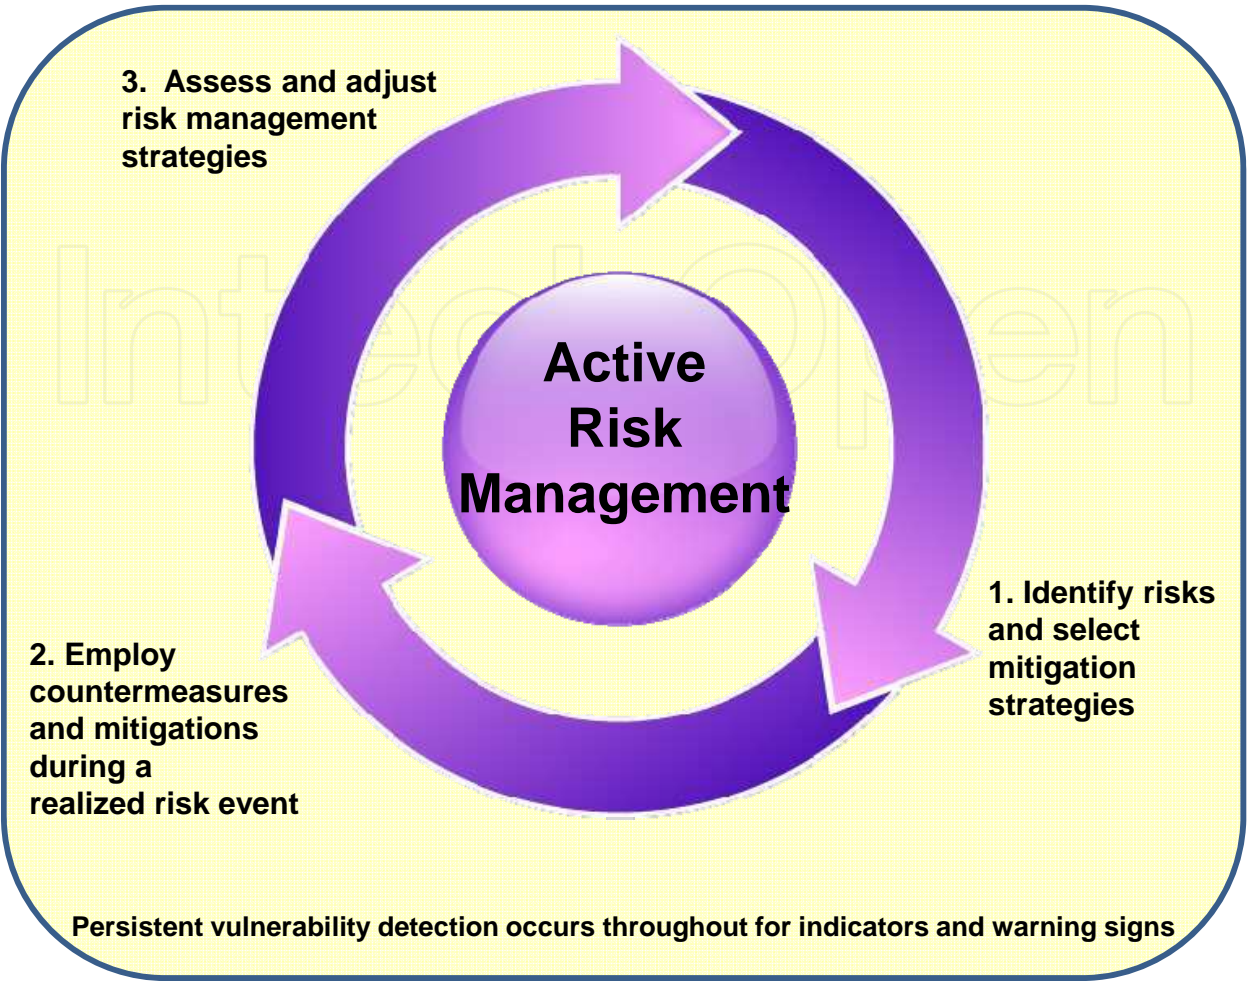 3.  Assess and adjust
risk management
strategies
Active
Risk
Management
1. Identify risks
and select
mitigation
strategies
2. Employ
countermeasures
and mitigations
during a
realized risk event
Persistent vulnerability detection occurs throughout for indicators and warning signs
IntechOpen